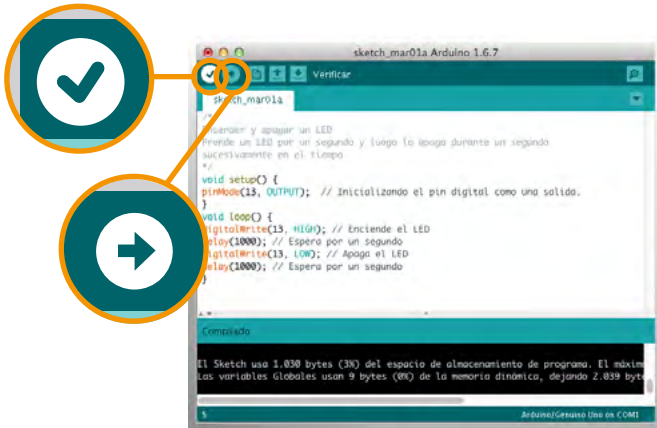 sketch_mar01a Arduino 1.6.7
Verificar
sketch_mar01a
/*
Encender y apagar un LED
Prende un LED por un segundo y luego lo apaga durante un segundo
sucesivamente en el tiempo
*/
void setup() {
pinMode(13, OUTPUT); // Inicializando el pin digital como una salida.
}
void loop() {
digitalWrite(13, HIGH); // Enciende el LED
delay(1000); // Espera por un segundo
digitalWrite(13, LOW); // Apaga el LED
delay(1000); // Espera por un segundo
}
Compilado
El Sketch usa 1.030 bytes (3%) del espacio de almacenamiento de programa. El máxim
Las variables Globales usan 9 bytes (0%) de la memoria dinámica, dejando 2.039 byte
5
Arduino/Genuino Uno on COM1